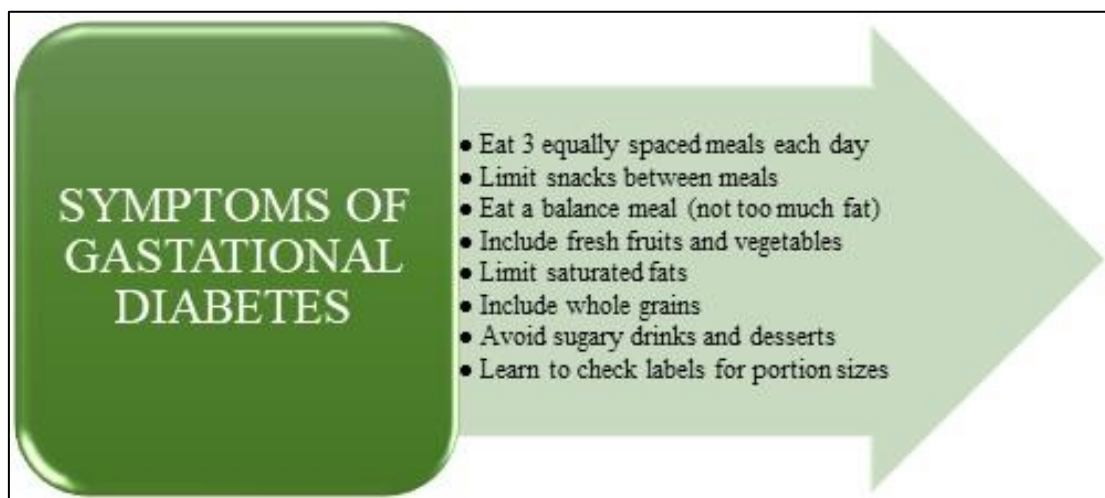 SYMPTOMS OF
GASTATIONAL
DIABETES
● Eat 3 equally spaced meals each day
● Limit snacks between meals
● Eat a balance meal (not too much fat)
● Include fresh fruits and vegetables
● Limit saturated fats
● Include whole grains
● Avoid sugary drinks and desserts
● Learn to check labels for portion sizes